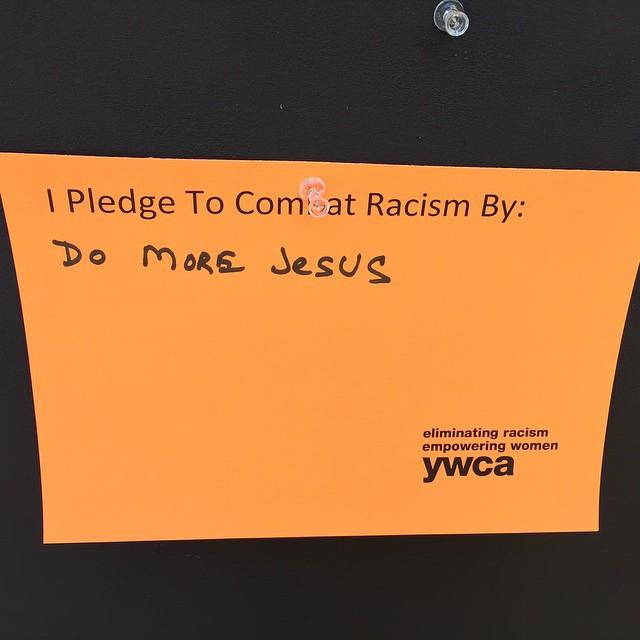 I Pledge To Combat Racism By:
DO MORE JESUS
eliminating racism
empowering women
ywca